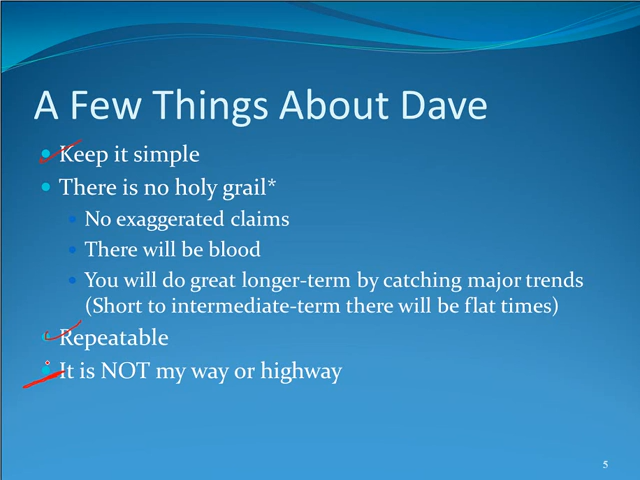 A Few Things About Dave
Keep it simple
There is no holy grail*
No exaggerated claims
There will be blood
You will do great longer-term by catching major trends
(Short to intermediate-term there will be flat times)
Repeatable
It is NOT my way or highway
5